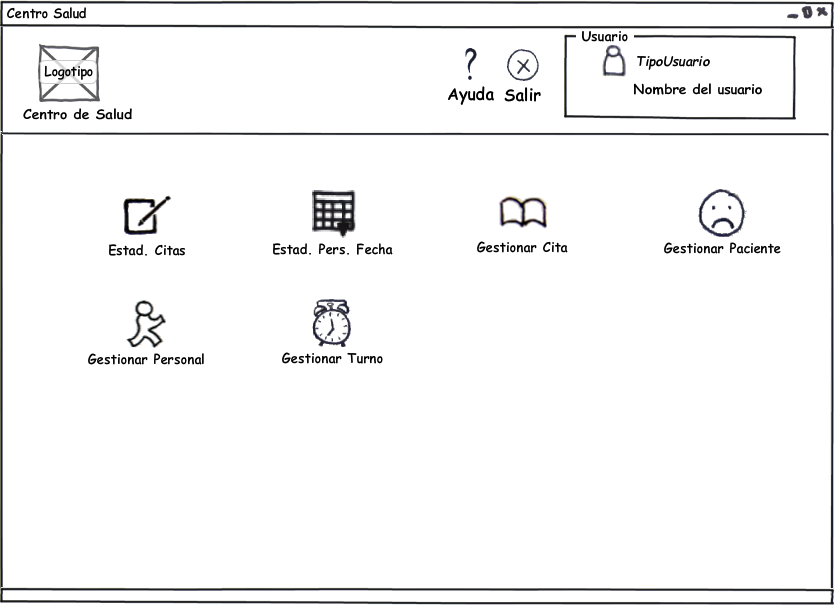 Centro Salud
Logotipo
Centro de Salud
? Ayuda
Salir
Usuario
TipoUsuario
Nombre del usuario
Estad. Citas
Estad. Pers. Fecha
Gestionar Cita
Gestionar Paciente
Gestionar Personal
Gestionar Turno